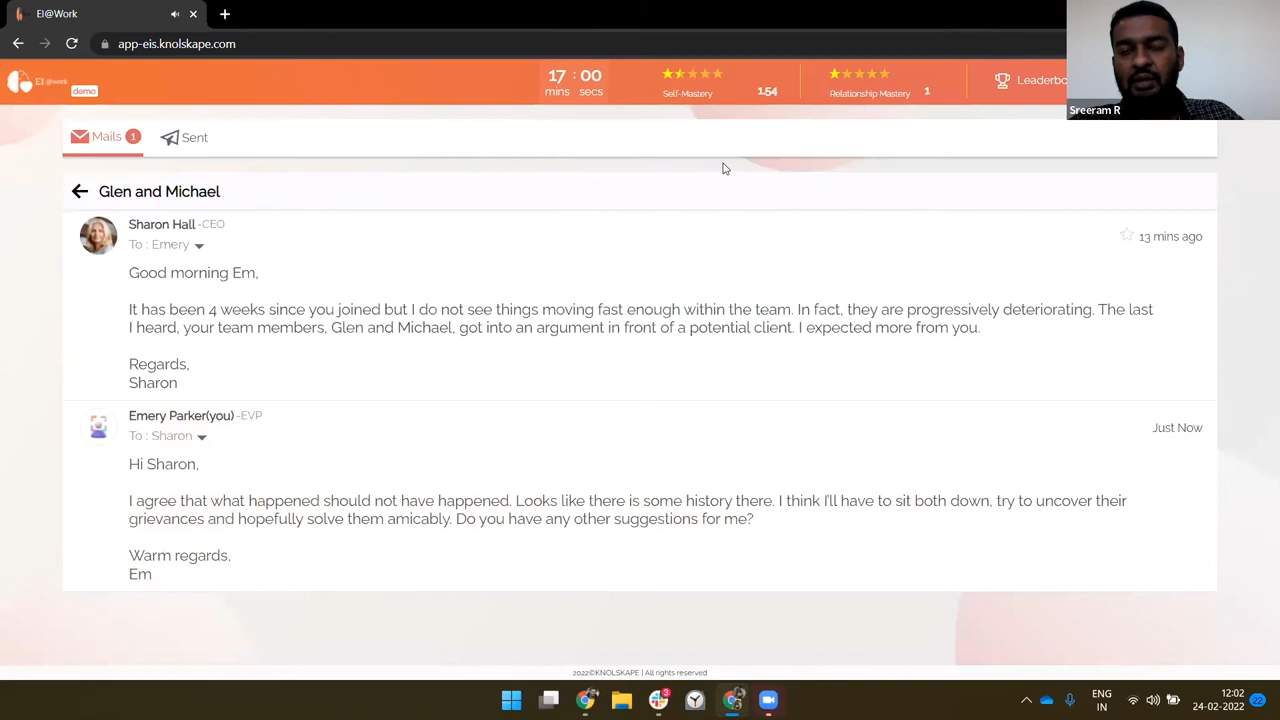 EI@Work
app-eis.knolskape.com
EI @work
demo
17 : 00
mins secs
Self-Mastery 1.54
Relationship Mastery 1
Leaderbo
Sreeram R
Mails 1
Sent
Glen and Michael
Sharon Hall -CEO
To : Emery
13 mins ago
Good morning Em,
It has been 4 weeks since you joined but I do not see things moving fast enough within the team. In fact, they are progressively deteriorating. The last
I heard, your team members, Glen and Michael, got into an argument in front of a potential client. I expected more from you.
Regards,
Sharon
Emery Parker(you) -EVP
To : Sharon
Just Now
Hi Sharon,
I agree that what happened should not have happened. Looks like there is some history there. I think I'll have to sit both down, try to uncover their
grievances and hopefully solve them amicably. Do you have any other suggestions for me?
Warm regards,
Em
2022©KNOLSKAPE | All rights reserved
3
ENG
IN
12:02
24-02-2022
22